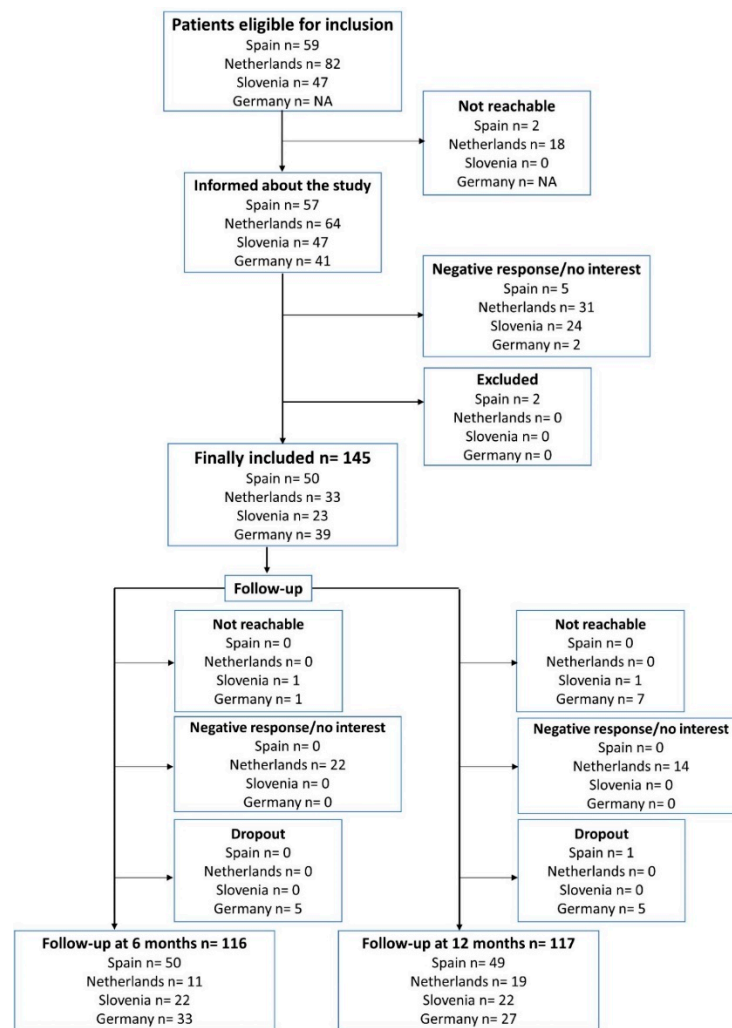 Patients eligible for inclusion
Spain n= 59
Netherlands n= 82
Slovenia n= 47
Germany n= NA
Not reachable
Spain n= 2
Netherlands n= 18
Slovenia n= 0
Germany n= NA
Informed about the study
Spain n= 57
Netherlands n= 64
Slovenia n= 47
Germany n= 41
Negative response/no interest
Spain n= 5
Netherlands n= 31
Slovenia n= 24
Germany n= 2
Excluded
Spain n= 2
Netherlands n= 0
Slovenia n= 0
Germany n= 0
Finally included n= 145
Spain n= 50
Netherlands n= 33
Slovenia n= 23
Germany n= 39
Follow-up
Not reachable
Spain n= 0
Netherlands n= 0
Slovenia n= 1
Germany n= 1
Negative response/no interest
Spain n= 0
Netherlands n= 22
Slovenia n= 0
Germany n= 0
Dropout
Spain n= 0
Netherlands n= 0
Slovenia n= 0
Germany n= 5
Follow-up at 6 months n= 116
Spain n= 50
Netherlands n= 11
Slovenia n= 22
Germany n= 33
Not reachable
Spain n= 0
Netherlands n= 0
Slovenia n= 1
Germany n= 7
Negative response/no interest
Spain n= 0
Netherlands n= 14
Slovenia n= 0
Germany n= 0
Dropout
Spain n= 1
Netherlands n= 0
Slovenia n= 0
Germany n= 5
Follow-up at 12 months n= 117
Spain n= 49
Netherlands n= 19
Slovenia n= 22
Germany n= 27